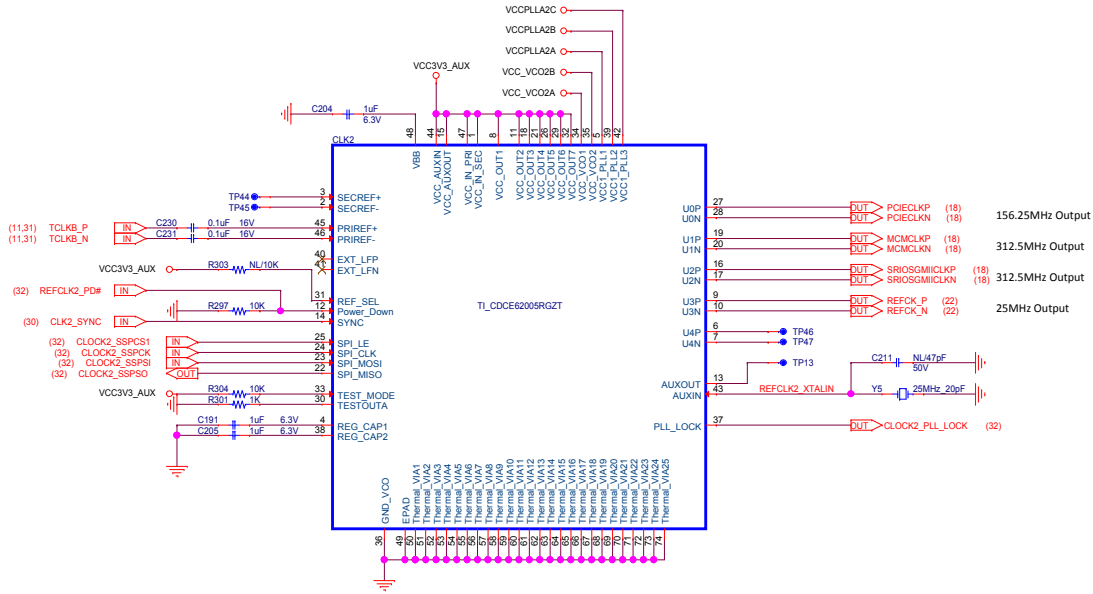 VCCPLLA2C
VCCPLLA2B
VCCPLLA2A
VCC_VCO2B
VCC_VCO2A
VCC3V3_AUX
C204 1uF
6.3V
48 44 15 47 1 8 11 18 21 26 29 32 34 35 5 39 42
CLK2
VBB
VCC_AUXIN
VCC_AUXOUT
VCC_IN_PRI
VCC_IN_SEC
VCC_OUT1
VCC_OUT2
VCC_OUT3
VCC_OUT4
VCC_OUT5
VCC_OUT6
VCC_OUT7
VCC_VCO1
VCC_VCO2
VCC1_PLL1
VCC1_PLL2
VCC1_PLL3
TP44 3 SECREF+
TP45 2 SECREF-
(11,31) TCLKB_P IN C230 0.1uF 16V 45 PRIREF+
(11,31) TCLKB_N IN C231 0.1uF 16V 46 PRIREF-
40 EXT_LFP
41 EXT_LFN
VCC3V3_AUX R303 NL/10K
31 REF_SEL
(32) REFCLK2_PD# IN
R297 10K 12 Power_Down
(30) CLK2_SYNC IN 14 SYNC
(32) CLOCK2_SSPCS1 IN 25 SPI_LE
(32) CLOCK2_SSPCK IN 24 SPI_CLK
(32) CLOCK2_SSPSI IN 23 SPI_MOSI
(32) CLOCK2_SSPSO OUT 22 SPI_MISO
VCC3V3_AUX R304 10K 33 TEST_MODE
R301 1K 30 TESTOUTA
C191 1uF 6.3V 4 REG_CAP1
C205 1uF 6.3V 38 REG_CAP2
TI_CDCE62005RGZT
U0P 27 OUT PCIECLKP (18)
U0N 28 OUT PCIECLKN (18)
156.25MHz Output
U1P 19 OUT MCMCLKP (18)
U1N 20 OUT MCMCLKN (18)
312.5MHz Output
U2P 16 OUT SRIOSGMIICLKP (18)
U2N 17 OUT SRIOSGMIICLKN (18)
312.5MHz Output
U3P 9 OUT REFCK_P (22)
U3N 10 OUT REFCK_N (22)
25MHz Output
U4P 6 TP46
U4N 7 TP47
AUXOUT 13 TP13
C211 NL/47pF
50V
AUXIN 43 REFCLK2_XTALIN Y5 25MHz_20pF
PLL_LOCK 37 OUT CLOCK2_PLL_LOCK (32)
GND_VCO
EPAD
Thermal_VIA1
Thermal_VIA2
Thermal_VIA3
Thermal_VIA4
Thermal_VIA5
Thermal_VIA6
Thermal_VIA7
Thermal_VIA8
Thermal_VIA9
Thermal_VIA10
Thermal_VIA11
Thermal_VIA12
Thermal_VIA13
Thermal_VIA14
Thermal_VIA15
Thermal_VIA16
Thermal_VIA17
Thermal_VIA18
Thermal_VIA19
Thermal_VIA20
Thermal_VIA21
Thermal_VIA22
Thermal_VIA23
Thermal_VIA24
Thermal_VIA25
36 49 50 51 52 53 54 55 56 57 58 59 60 61 62 63 64 65 66 67 68 69 70 71 72 73 74